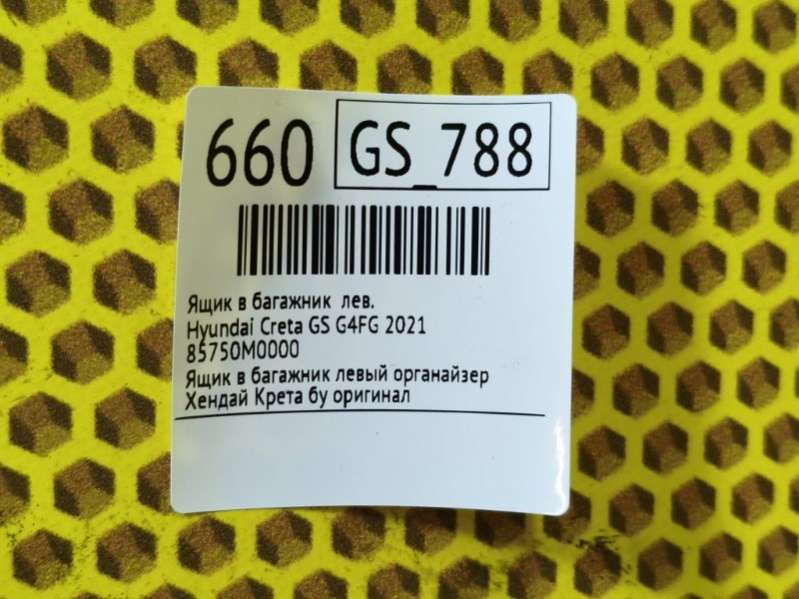 660 GS_788
Ящик в багажник лев.
Hyundai Creta GS G4FG 2021
85750M0000
Ящик в багажник левый органайзер
Хендай Крета бу оригинал